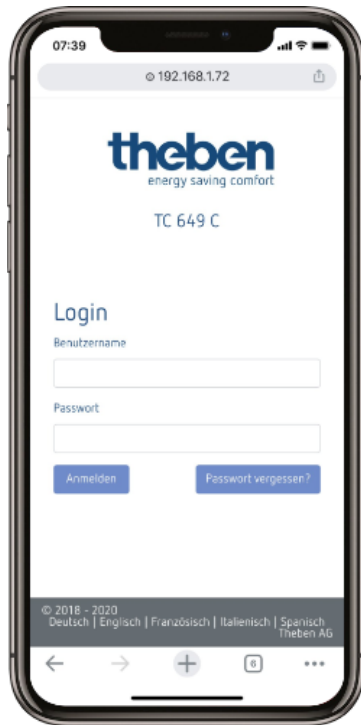 07:39
192.168.1.72
theben
energy saving comfort
TC 649 C
Login
Benutzername
Passwort
Anmelden Passwort vergessen?
© 2018 - 2020
Deutsch | Englisch | Französisch | Italienisch | Spanisch
Theben AG
6